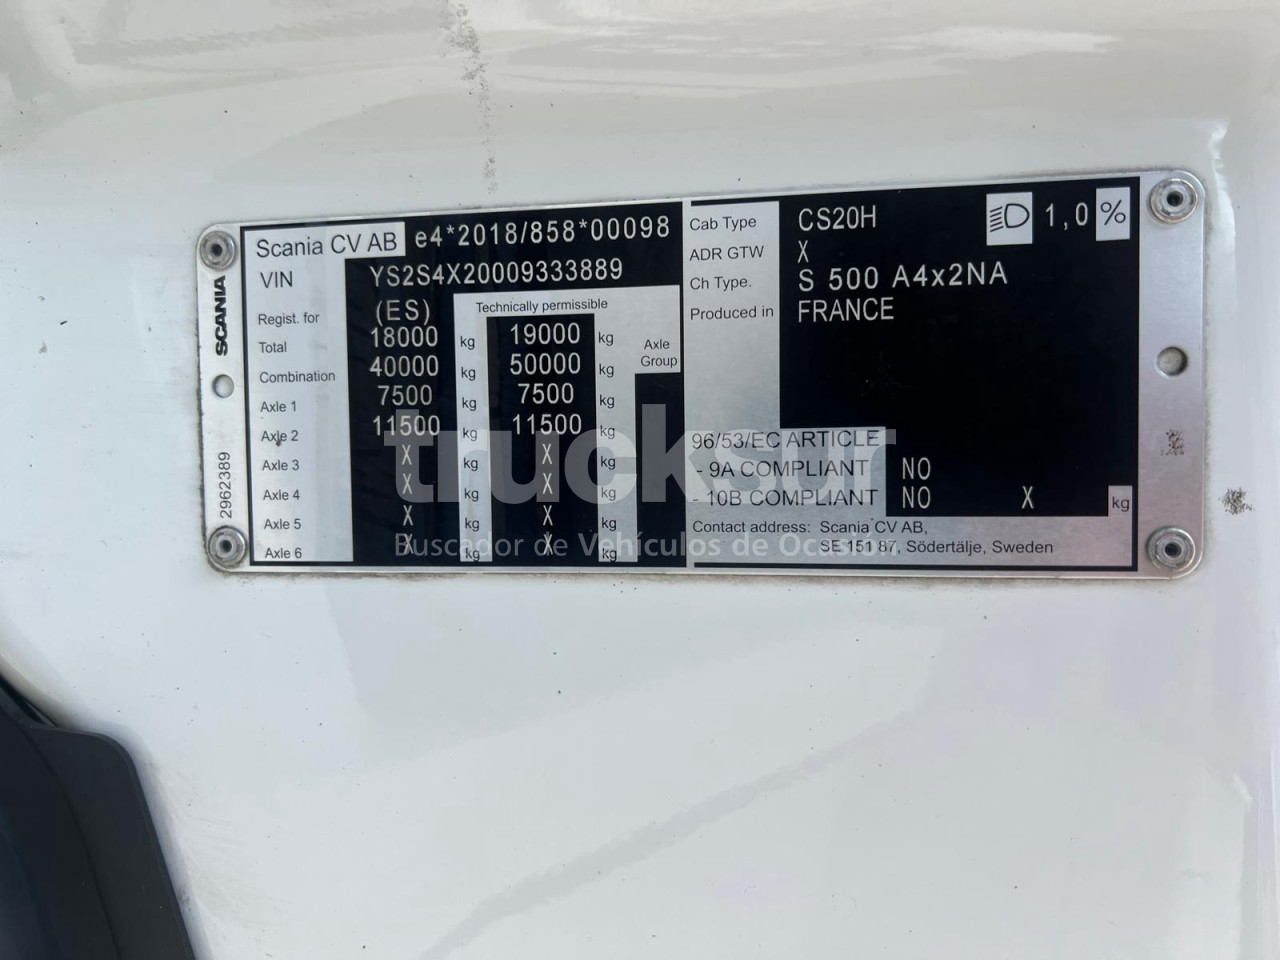 SCANIA
2962389
Scania CV AB e4*2018/858*00098
VIN YS2S4X20009333889
Regist. for (ES) Technically permissible
Total 18000 kg 19000 kg Axle Group
Combination 40000 kg 50000 kg
Axle 1 7500 kg 7500 kg
Axle 2 11500 kg 11500 kg
Axle 3 X kg X kg
Axle 4 X kg X kg
Axle 5 X kg X kg
Axle 6 X kg X kg
Cab Type CS20H 1,0 %
ADR GTW X
Ch Type. S 500 A4x2NA
Produced in FRANCE
96/53/EC ARTICLE
- 9A COMPLIANT NO
- 10B COMPLIANT NO X kg
Contact address: Scania CV AB,
SE 151 87, Södertälje, Sweden
trucksur
Buscador de Vehículos de Ocasión